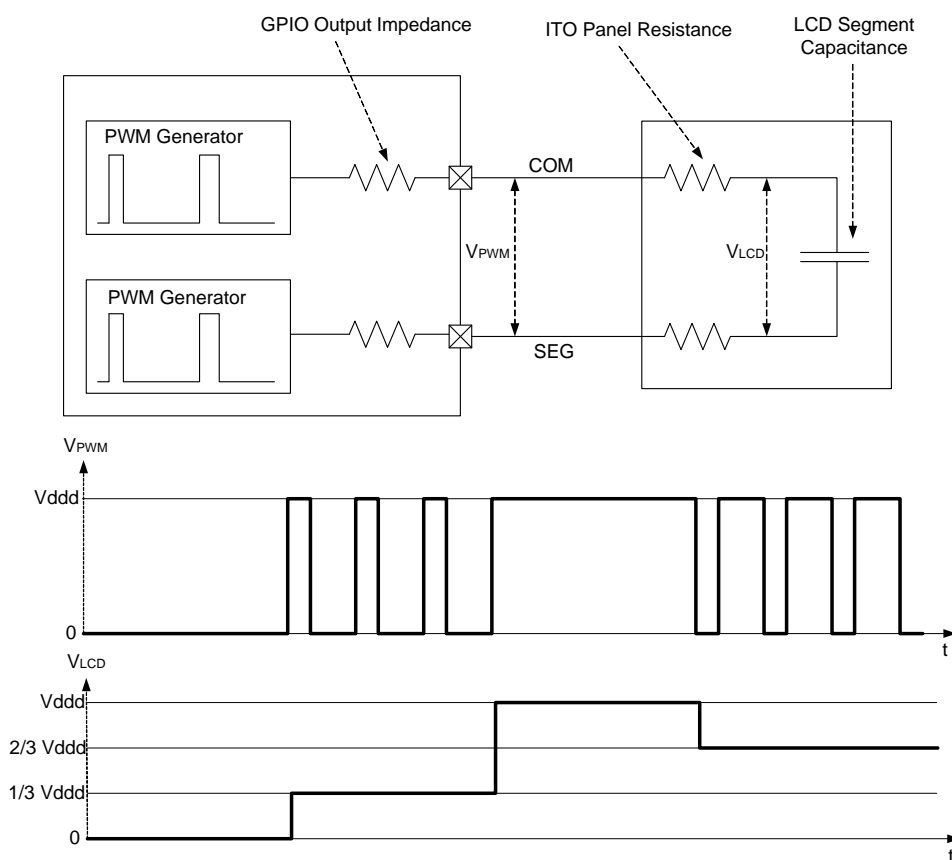 GPIO Output Impedance
ITO Panel Resistance
LCD Segment
Capacitance
PWM Generator
COM
VPWM
VLCD
PWM Generator
SEG
VPWM
Vddd
0
t
VLCD
Vddd
2/3 Vddd
1/3 Vddd
0
t